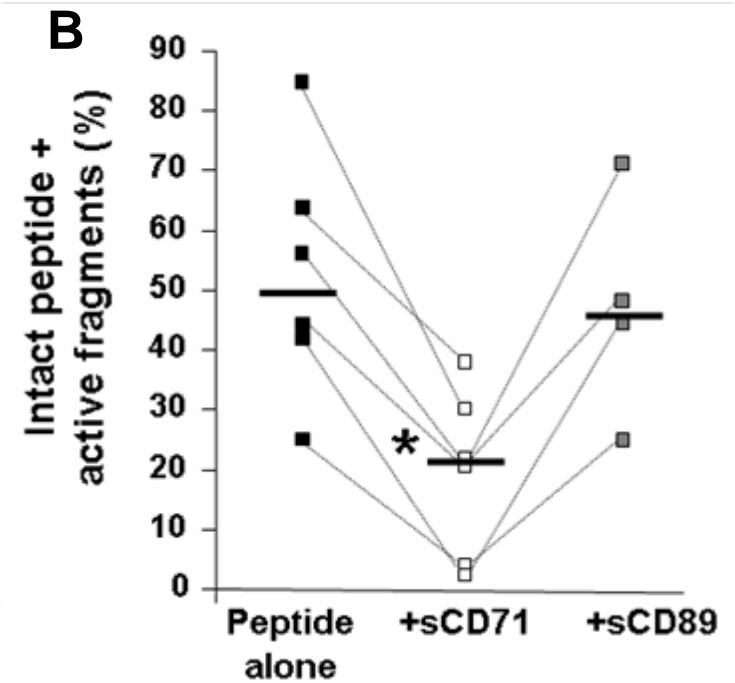 B
Intact peptide +
active fragments (%)
90
80
70
60
50
40
30
20
10
0
*
Peptide alone
+sCD71
+sCD89